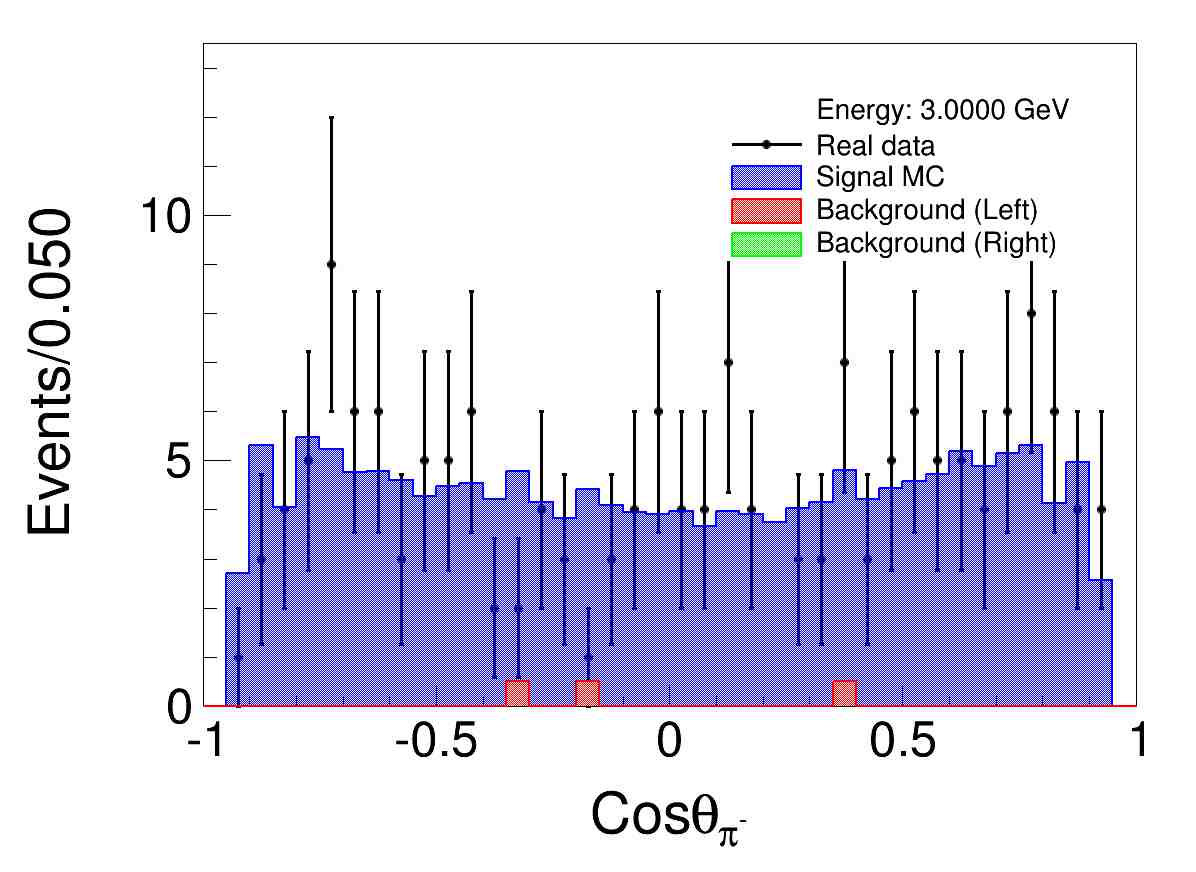 Energy: 3.0000 GeV
Real data
Signal MC
Background (Left)
Background (Right)
Events/0.050
10
5
0
-1
-0.5
0
0.5
1
Cosθπ-